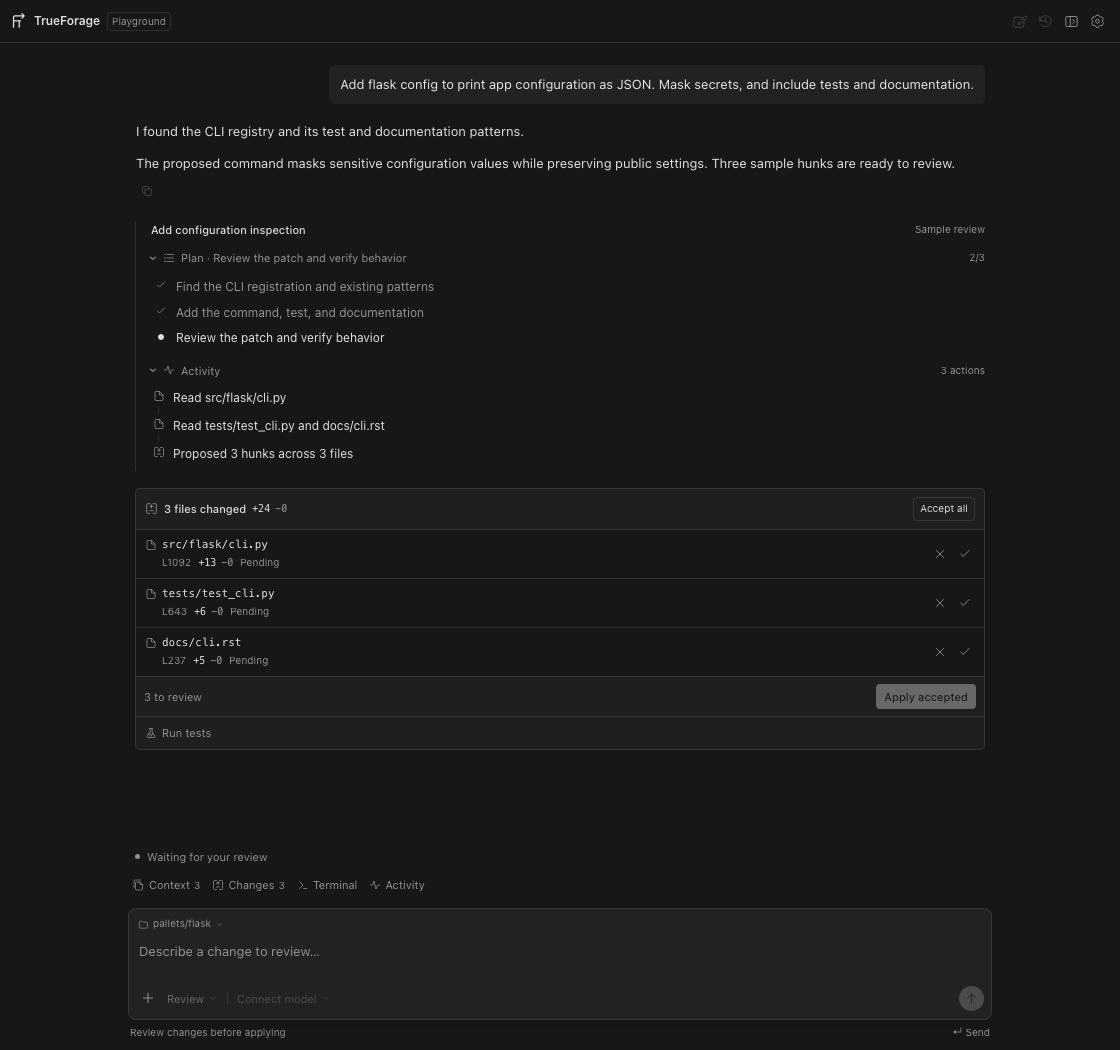 TrueForage Playground
Add flask config to print app configuration as JSON. Mask secrets, and include tests and documentation.
I found the CLI registry and its test and documentation patterns.
The proposed command masks sensitive configuration values while preserving public settings. Three sample hunks are ready to review.
Add configuration inspection Sample review
Plan · Review the patch and verify behavior 2/3
Find the CLI registration and existing patterns
Add the command, test, and documentation
Review the patch and verify behavior
Activity 3 actions
Read src/flask/cli.py
Read tests/test_cli.py and docs/cli.rst
Proposed 3 hunks across 3 files
3 files changed +24 −0 Accept all
src/flask/cli.py
L1092 +13 −0 Pending
tests/test_cli.py
L643 +6 −0 Pending
docs/cli.rst
L237 +5 −0 Pending
3 to review Apply accepted
Run tests
Waiting for your review
Context 3 Changes 3 Terminal Activity
pallets/flask
Describe a change to review...
Review Connect model
Review changes before applying Send